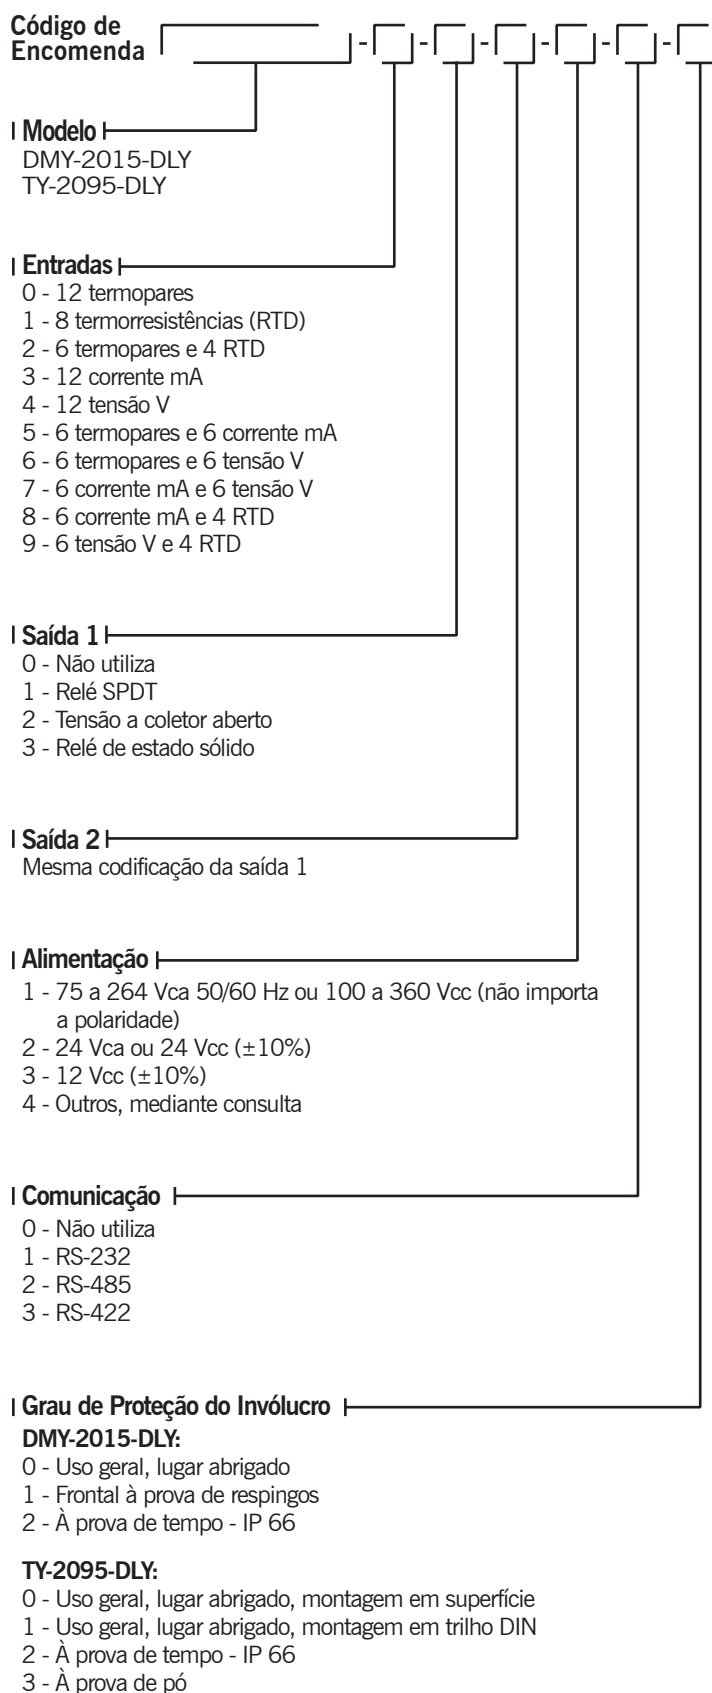 Código de
Encomenda
- - - - - -
Modelo
DMY-2015-DLY
TY-2095-DLY
Entradas
0 - 12 termopares
1 - 8 termorresistências (RTD)
2 - 6 termopares e 4 RTD
3 - 12 corrente mA
4 - 12 tensão V
5 - 6 termopares e 6 corrente mA
6 - 6 termopares e 6 tensão V
7 - 6 corrente mA e 6 tensão V
8 - 6 corrente mA e 4 RTD
9 - 6 tensão V e 4 RTD
Saída 1
0 - Não utiliza
1 - Relé SPDT
2 - Tensão a coletor aberto
3 - Relé de estado sólido
Saída 2
Mesma codificação da saída 1
Alimentação
1 - 75 a 264 Vca 50/60 Hz ou 100 a 360 Vcc (não importa
a polaridade)
2 - 24 Vca ou 24 Vcc (±10%)
3 - 12 Vcc (±10%)
4 - Outros, mediante consulta
Comunicação
0 - Não utiliza
1 - RS-232
2 - RS-485
3 - RS-422
Grau de Proteção do Invólucro
DMY-2015-DLY:
0 - Uso geral, lugar abrigado
1 - Frontal à prova de respingos
2 - À prova de tempo - IP 66
TY-2095-DLY:
0 - Uso geral, lugar abrigado, montagem em superfície
1 - Uso geral, lugar abrigado, montagem em trilho DIN
2 - À prova de tempo - IP 66
3 - À prova de pó